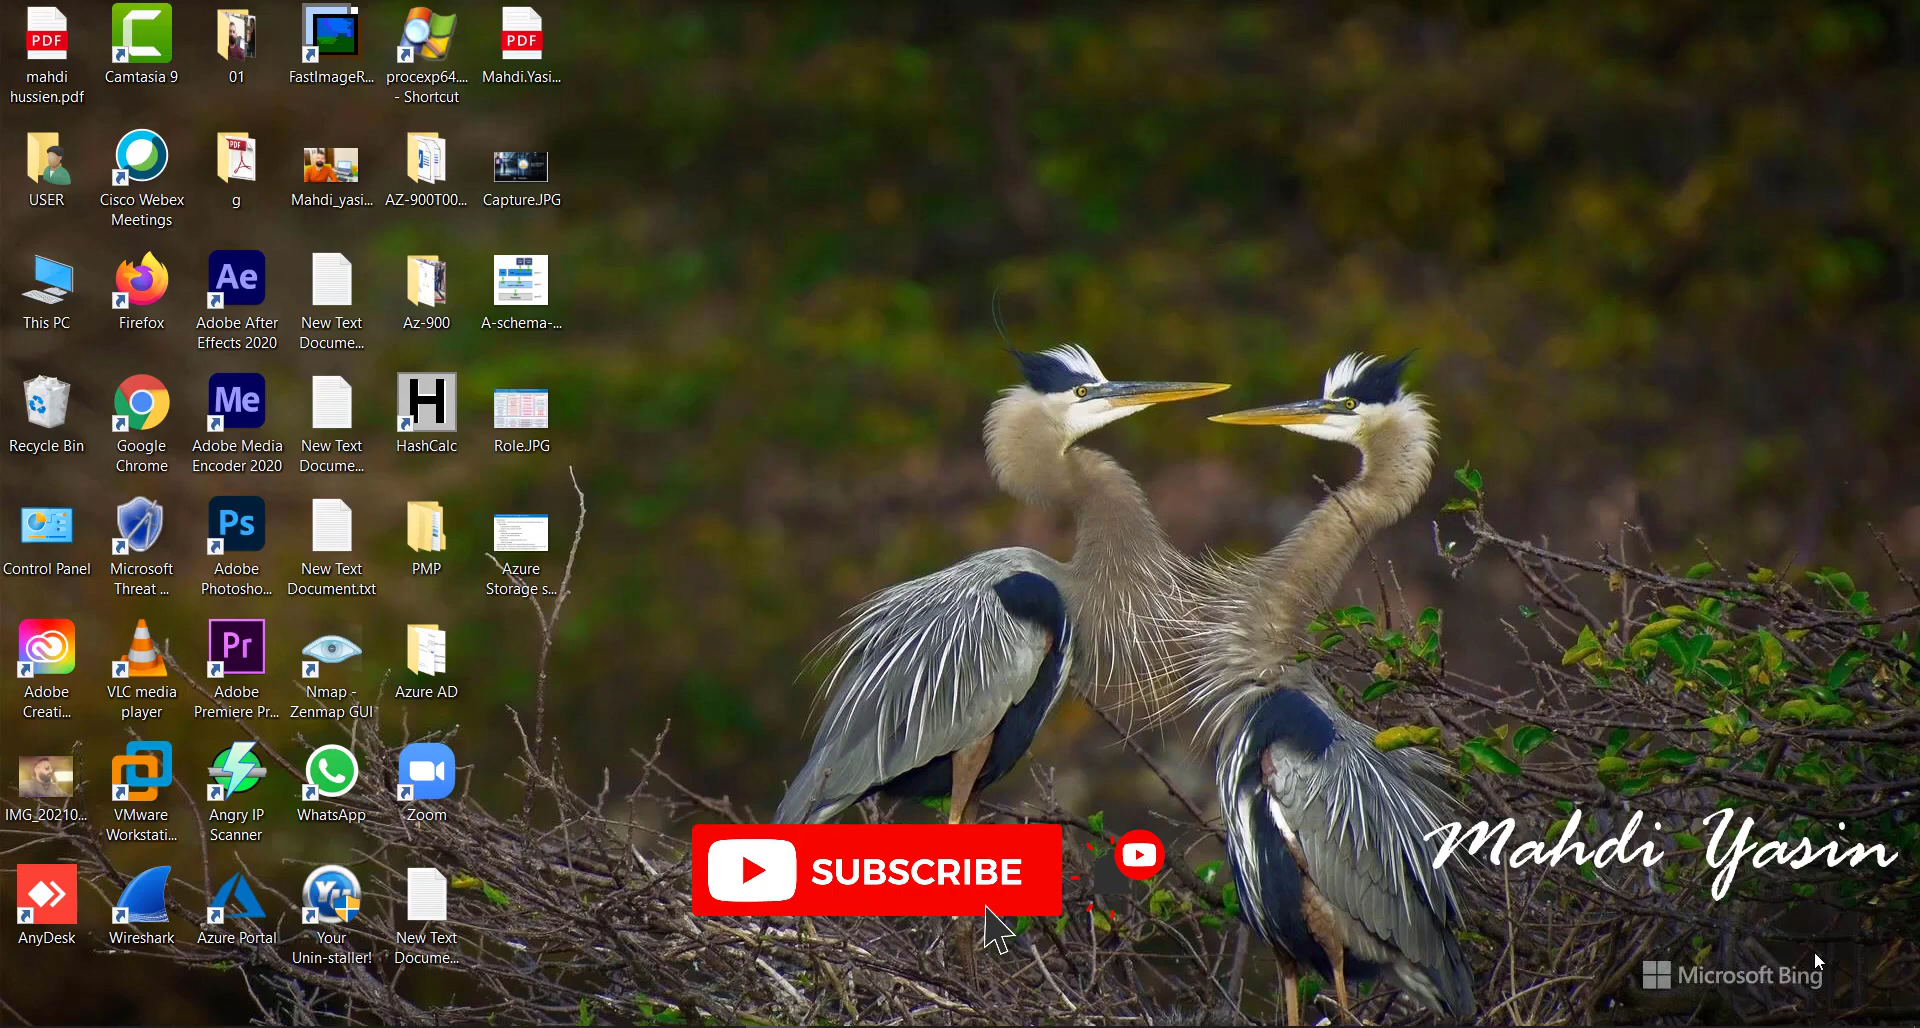 PDF
mahdi
hussien.pdf
Camtasia 9
01
FastImageR...
procexp64....
- Shortcut
PDF
Mahdi.Yasi...
USER
Cisco Webex
Meetings
PDF
g
Mahdi_yasi...
AZ-900T00...
Capture.JPG
This PC
Firefox
Ae
Adobe After
Effects 2020
New Text
Docume...
Az-900
A-schema-...
Recycle Bin
Google
Chrome
Me
Adobe Media
Encoder 2020
New Text
Docume...
H
HashCalc
Role.JPG
Control Panel
Microsoft
Threat ...
Ps
Adobe
Photosho...
New Text
Document.txt
PMP
Azure
Storage s...
Adobe
Creati...
VLC media
player
Pr
Adobe
Premiere Pr...
Nmap -
Zenmap GUI
Azure AD
IMG_20210...
VMware
Workstati...
Angry IP
Scanner
WhatsApp
Zoom
AnyDesk
Wireshark
Azure Portal
Your
Unin-staller!
New Text
Docume...
SUBSCRIBE
Mahdi Yasin
Microsoft Bing